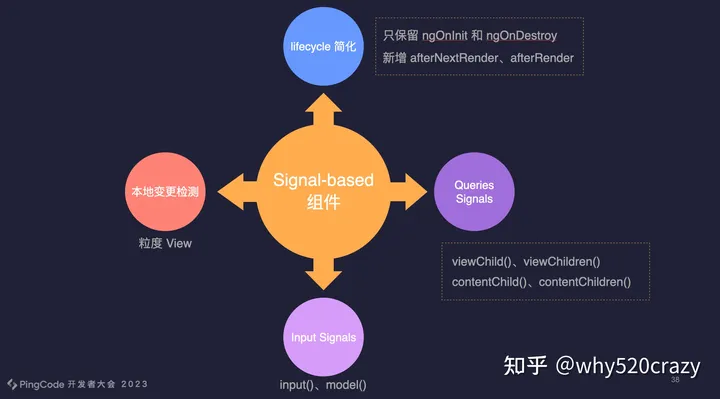 lifecycle 简化
只保留 ngOnInit 和 ngOnDestroy
新增 afterNextRender、afterRender
Signal-based
组件
本地变更检测
粒度 View
Queries
Signals
viewChild()、viewChildren()
contentChild()、contentChildren()
Input Signals
input()、model()
PingCode 开发者大会 2023
知乎 @why520crazy
38